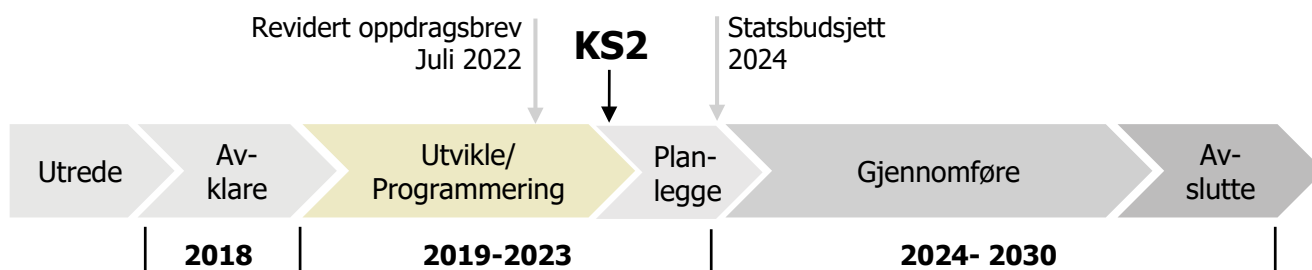 Revidert oppdragsbrev
Juli 2022
KS2
Statsbudsjett
2024
Utrede
Av-
klare
Utvikle/
Programmering
Plan-
legge
Gjennomføre
Av-
slutte
2018
2019-2023
2024- 2030